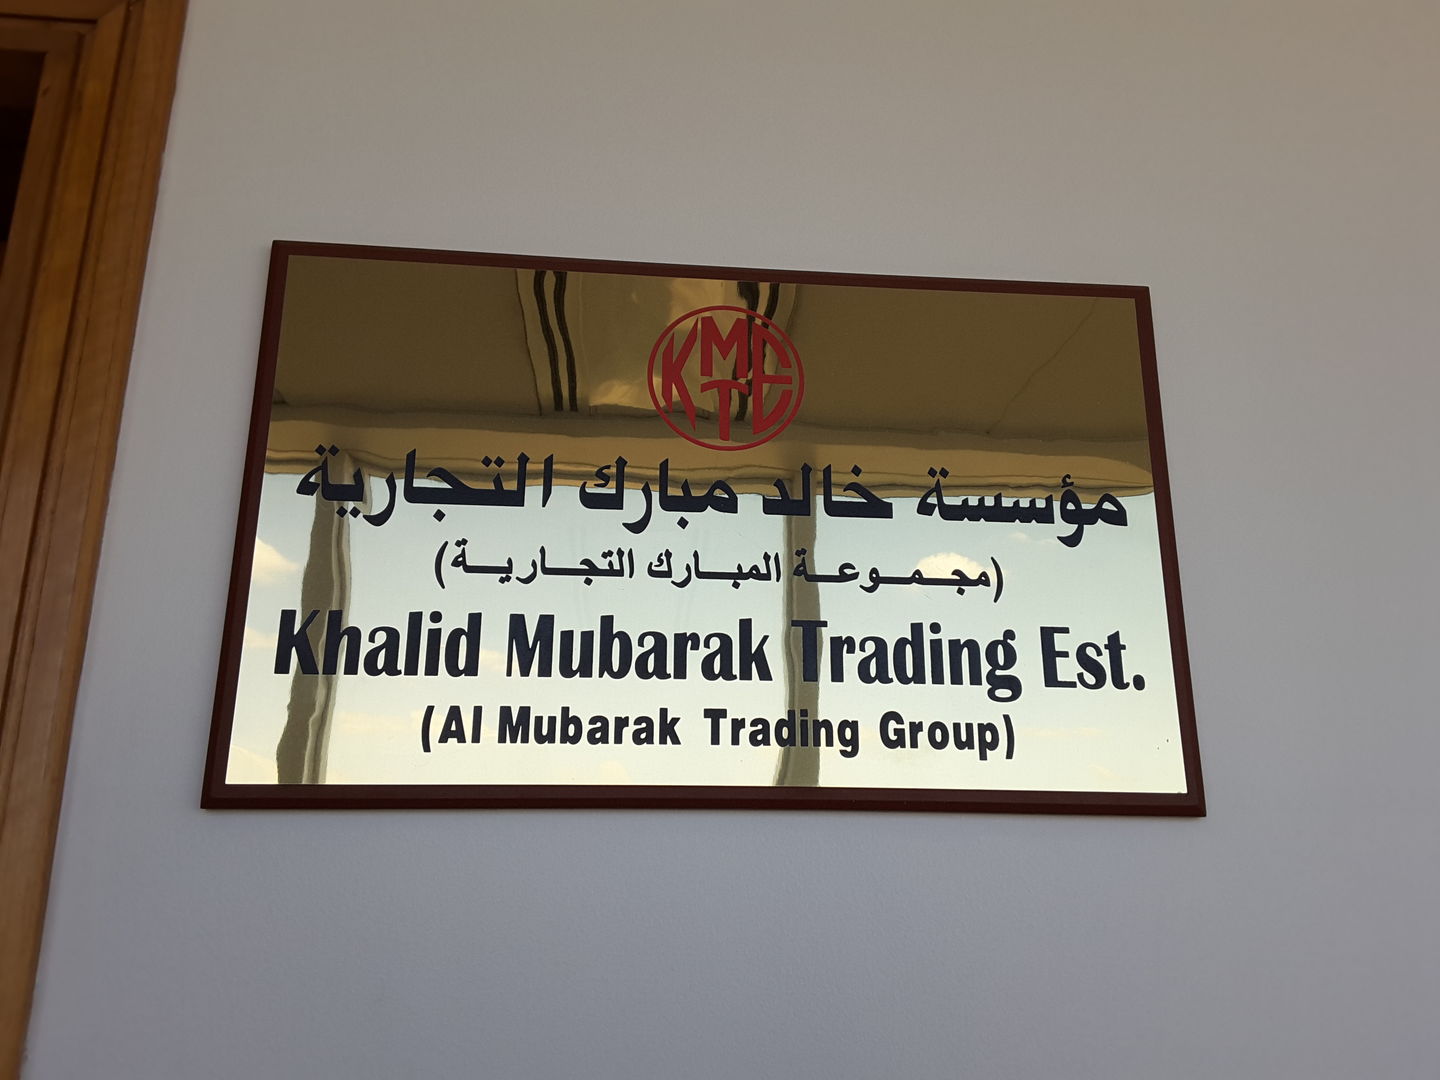 KMTE
مؤسسة خالد مبارك التجارية
(مجموعة المبارك التجارية)
Khalid Mubarak Trading Est.
(Al Mubarak Trading Group)